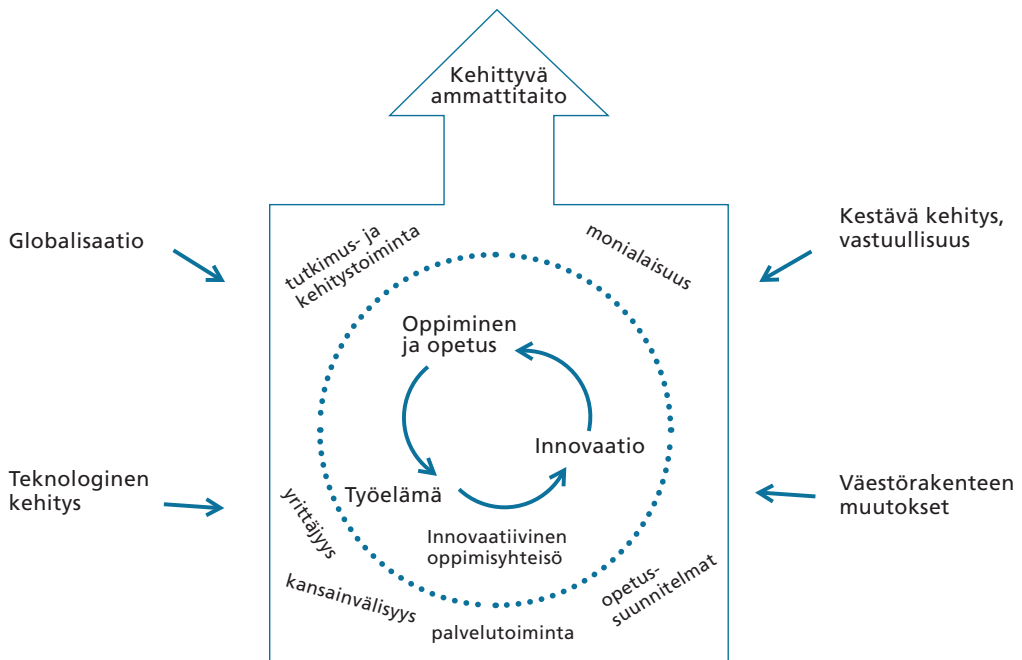 Kehittyvä
ammattitaito
Globalisaatio
Kestävä kehitys,
vastuullisuus
tutkimus- ja
kehitystoiminta
monialaisuus
Oppiminen
ja opetus
Innovaatio
Työelämä
Innovaatiivinen
oppimisyhteisö
Teknologinen
kehitys
Väestörakenteen
muutokset
yrittäjyys
kansainvälisyys
palvelutoiminta
opetus-
suunnitelmat